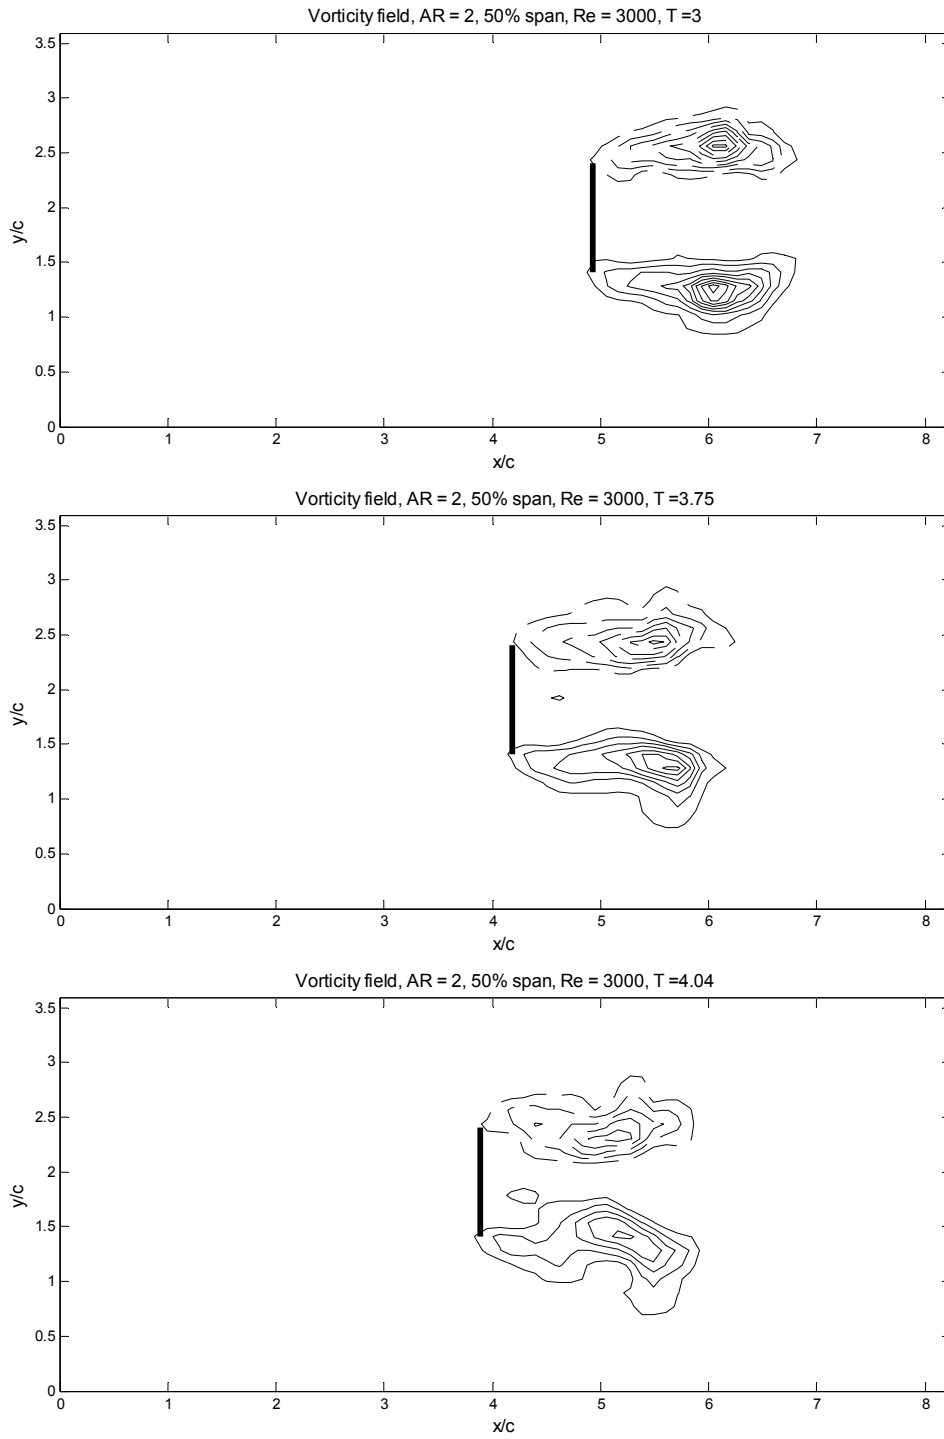 Vorticity field, AR = 2, 50% span, Re = 3000, T =3
3.5
3
2.5
2
1.5
1
0.5
0
y/c
0 1 2 3 4 5 6 7 8
x/c
Vorticity field, AR = 2, 50% span, Re = 3000, T =3.75
3.5
3
2.5
2
1.5
1
0.5
0
y/c
0 1 2 3 4 5 6 7 8
x/c
Vorticity field, AR = 2, 50% span, Re = 3000, T =4.04
3.5
3
2.5
2
1.5
1
0.5
0
y/c
0 1 2 3 4 5 6 7 8
x/c